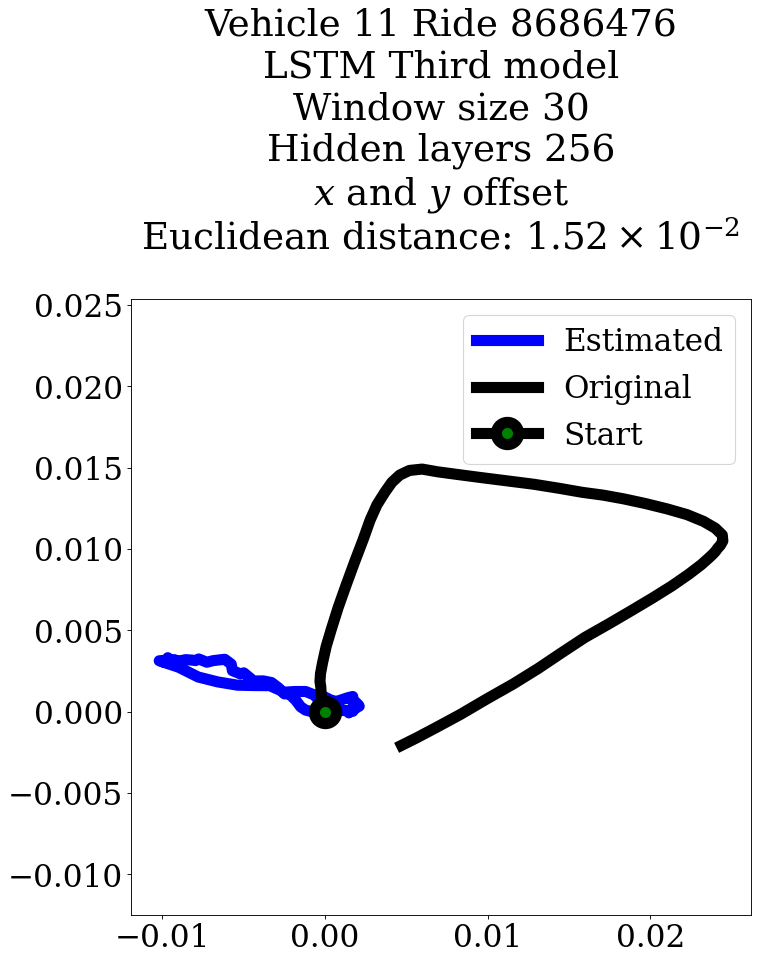 Vehicle 11 Ride 8686476
LSTM Third model
Window size 30
Hidden layers 256
x and y offset
Euclidean distance: 1.52 × 10⁻²
0.025
0.020
0.015
0.010
0.005
0.000
−0.005
−0.010
Estimated
Original
Start
−0.01 0.00 0.01 0.02